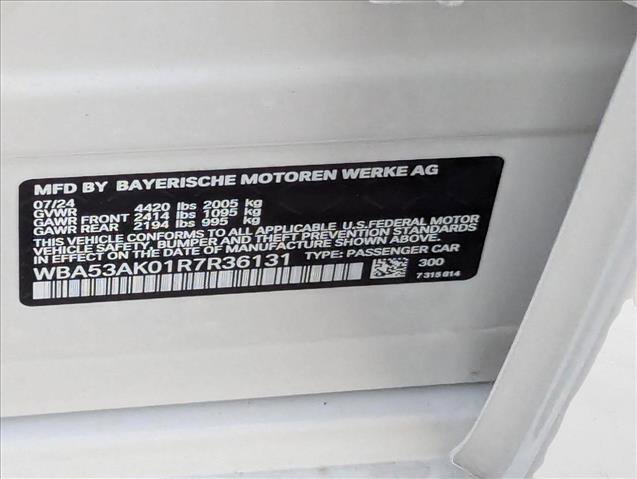 MFD BY BAYERISCHE MOTOREN WERKE AG
07/24
GVWR 4420 lbs 2005 kg
GAWR FRONT 2414 lbs 1095 kg
GAWR REAR 2194 lbs 995 kg
THIS VEHICLE CONFORMS TO ALL APPLICABLE U.S.FEDERAL MOTOR
VEHICLE SAFETY, BUMPER, AND THEFT PREVENTION STANDARDS
IN EFFECT ON THE DATE OF MANUFACTURE SHOWN ABOVE.
WBA53AK01R7R36131 TYPE: PASSENGER CAR
300
7 315 814